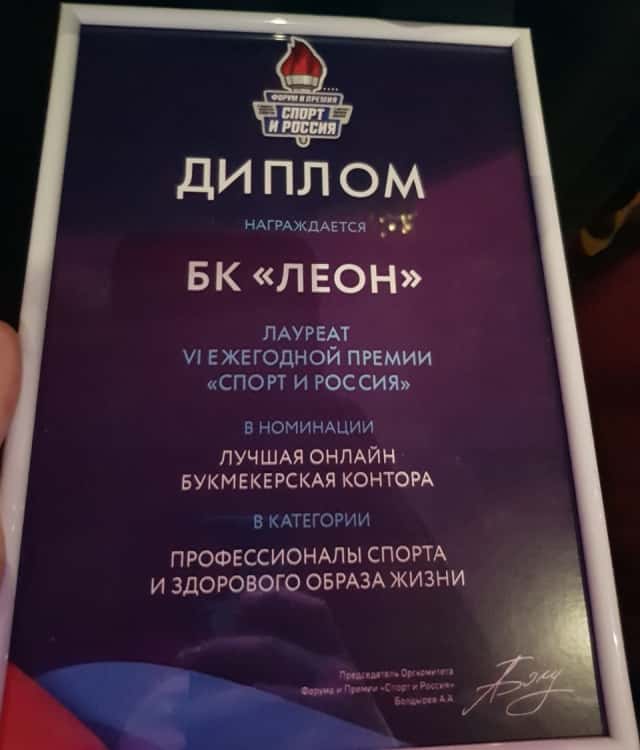 ФОРУМ И ПРЕМИЯ
СПОРТ
И РОССИЯ
ДИПЛОМ
НАГРАЖДАЕТСЯ
БК «ЛЕОН»
ЛАУРЕАТ
VI ЕЖЕГОДНОЙ ПРЕМИИ
«СПОРТ И РОССИЯ»
В НОМИНАЦИИ
ЛУЧШАЯ ОНЛАЙН
БУКМЕКЕРСКАЯ КОНТОРА
В КАТЕГОРИИ
ПРОФЕССИОНАЛЫ СПОРТА
И ЗДОРОВОГО ОБРАЗА ЖИЗНИ
Председатель Оргкомитета
Форума и Премии «Спорт и Россия»
Болдырев А.А